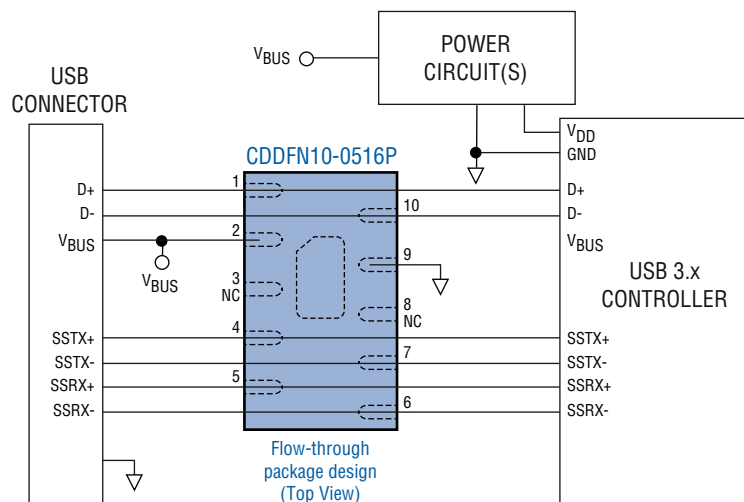 POWER
CIRCUIT(S)
VBUS
USB
CONNECTOR
VDD
GND
CDDFN10-0516P
D+
1
D+
D-
10
D-
VBUS
2
VBUS
VBUS
9
3
NC
8
NC
USB 3.x
CONTROLLER
SSTX+
4
SSTX+
SSTX-
7
SSTX-
SSRX+
5
SSRX+
SSRX-
6
SSRX-
Flow-through
package design
(Top View)